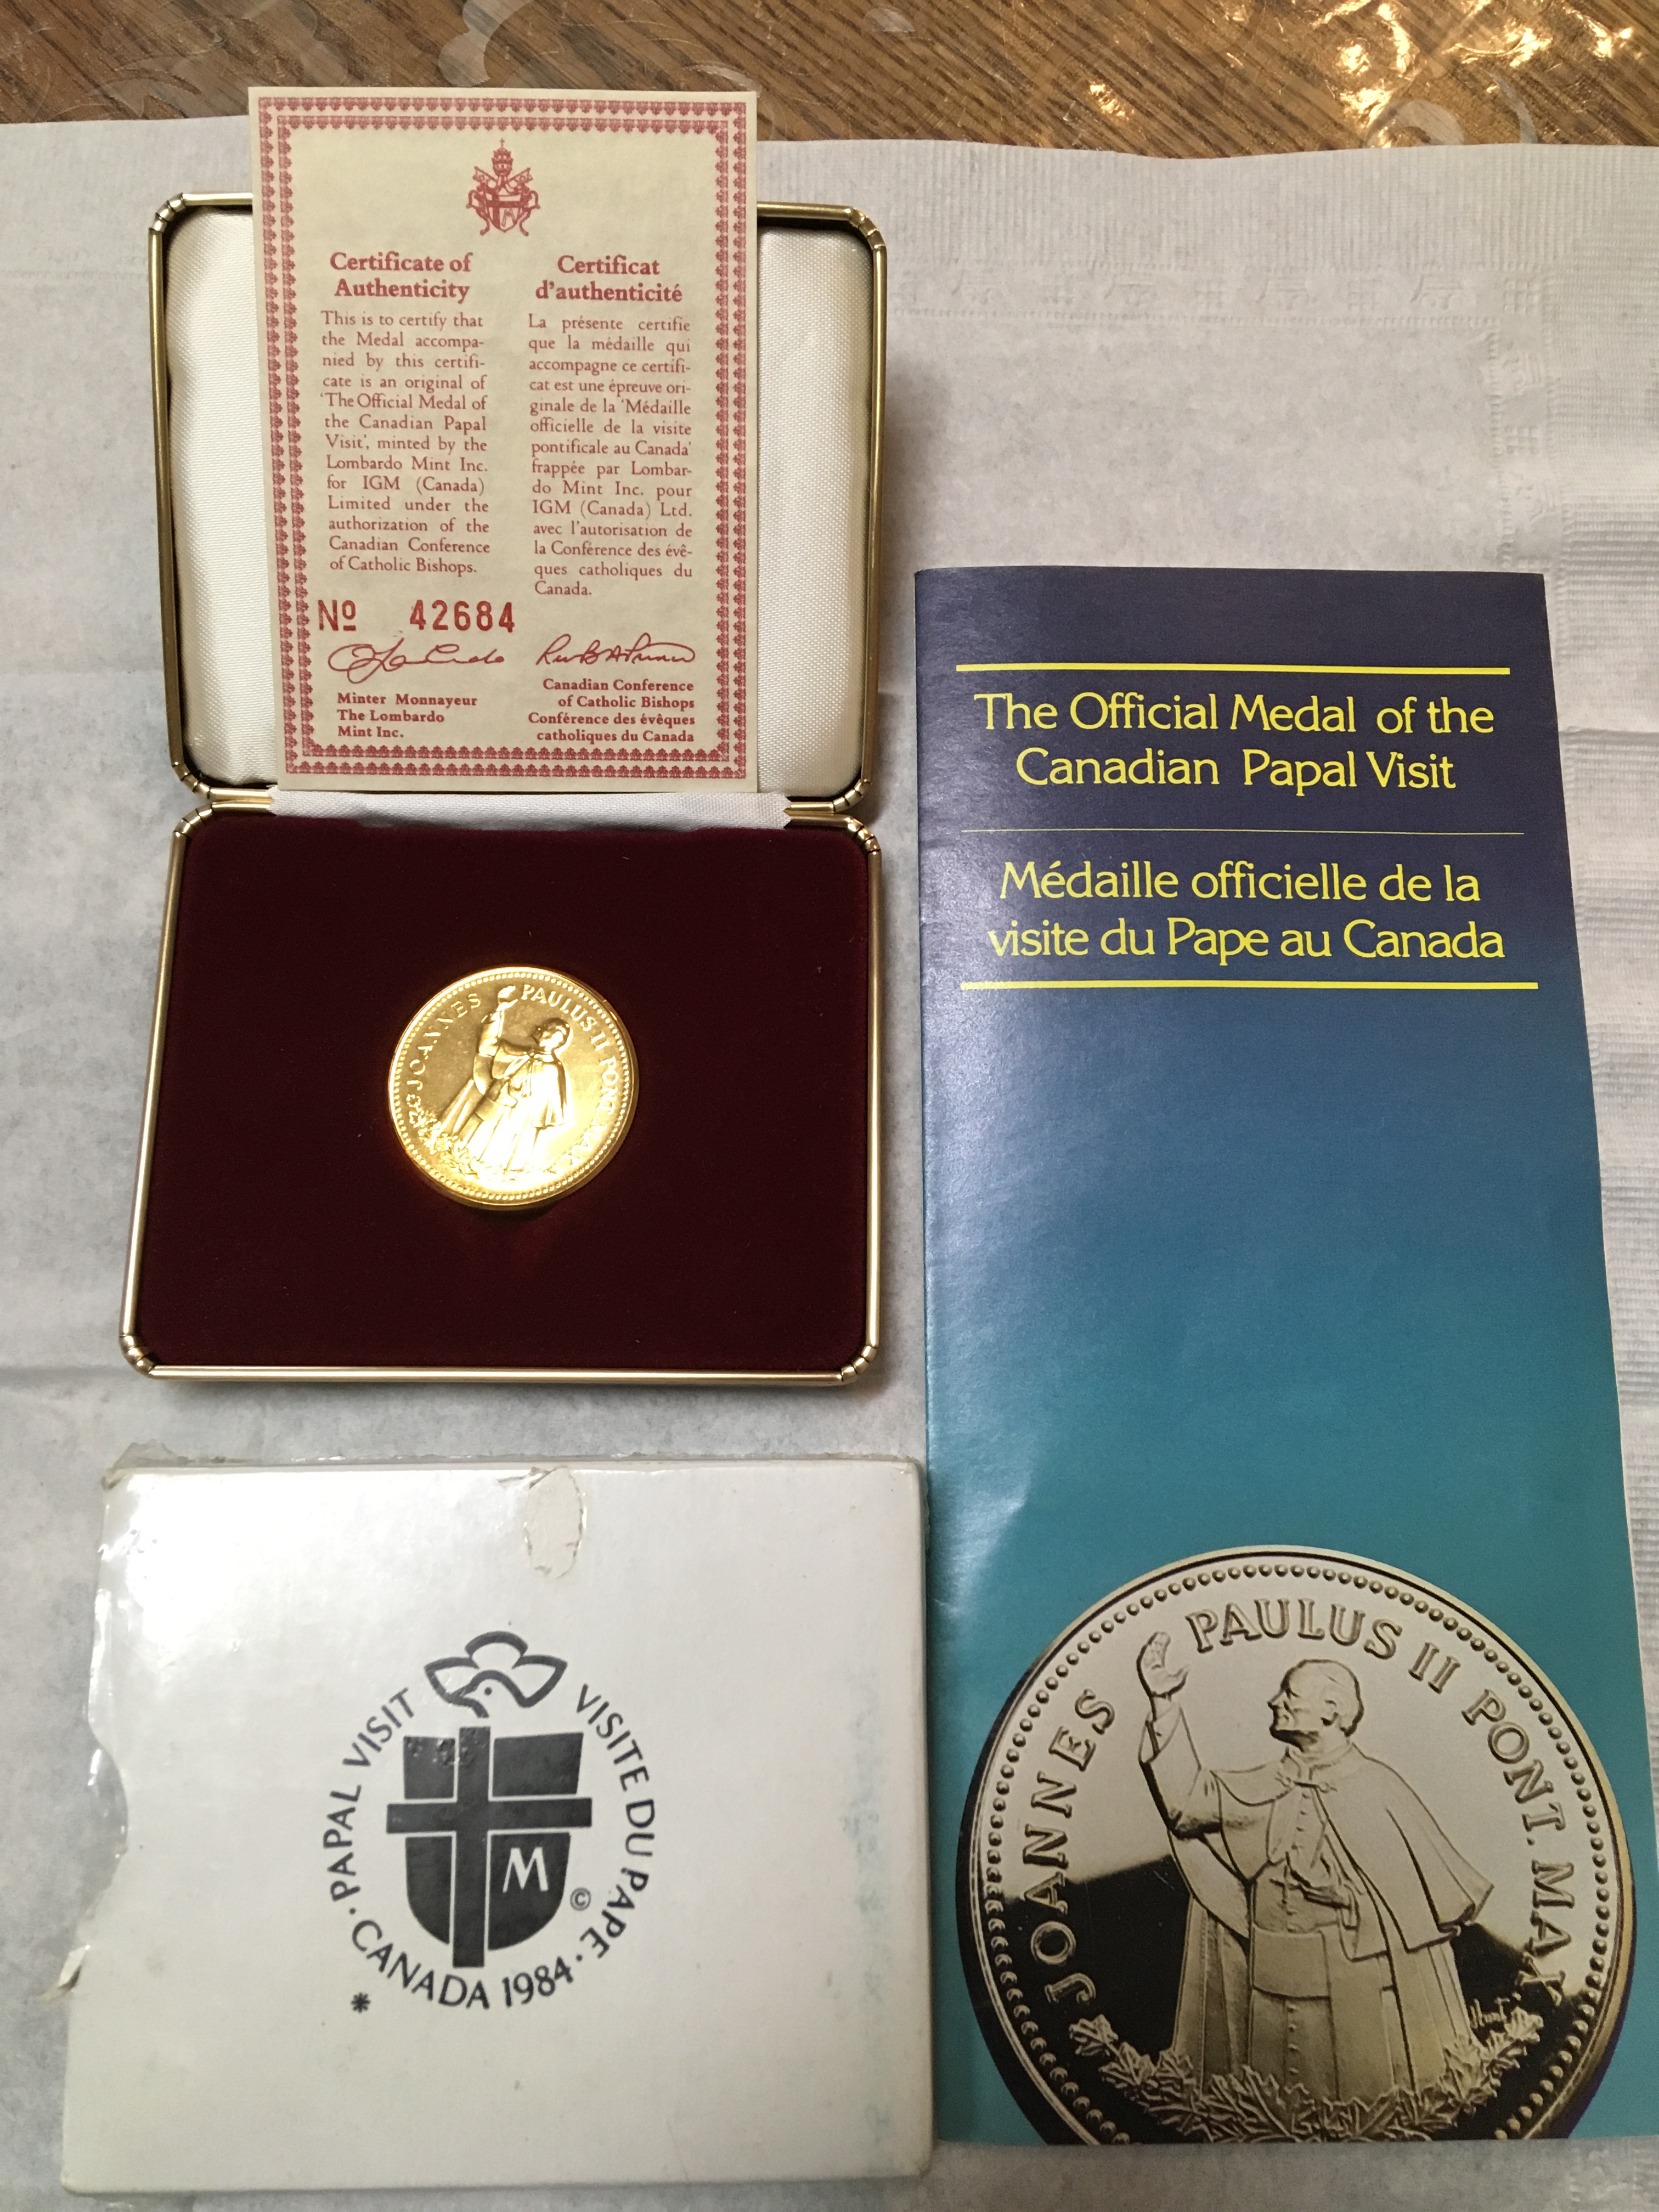 Certificate of
Authenticity
This is to certify that
the Medal accompa-
nied by this certifi-
cate is an original of
'The Official Medal of
the Canadian Papal
Visit', minted by the
Lombardo Mint Inc.
for IGM (Canada)
Limited under the
authorization of the
Canadian Conference
of Catholic Bishops.
Certificat
d'authenticité
La présente certifie
que la médaille qui
accompagne ce certifi-
cat est une épreuve ori-
ginale de la 'Médaille
officielle de la visite
pontificale au Canada'
frappée par Lombar-
do Mint Inc. pour
IGM (Canada) Ltd.
avec l'autorisation de
la Conférence des évê-
ques catholiques du
Canada.
Nº 42684
Minter Monnayeur
The Lombardo
Mint Inc.
Canadian Conference
of Catholic Bishops
Conférence des évêques
catholiques du Canada
JOANNES PAULUS II PONT. MAX.
The Official Medal of the
Canadian Papal Visit
Médaille officielle de la
visite du Pape au Canada
JOANNES PAULUS II PONT. MAX.
PAPAL VISIT · CANADA 1984 · VISITE DU PAPE
M
©
*